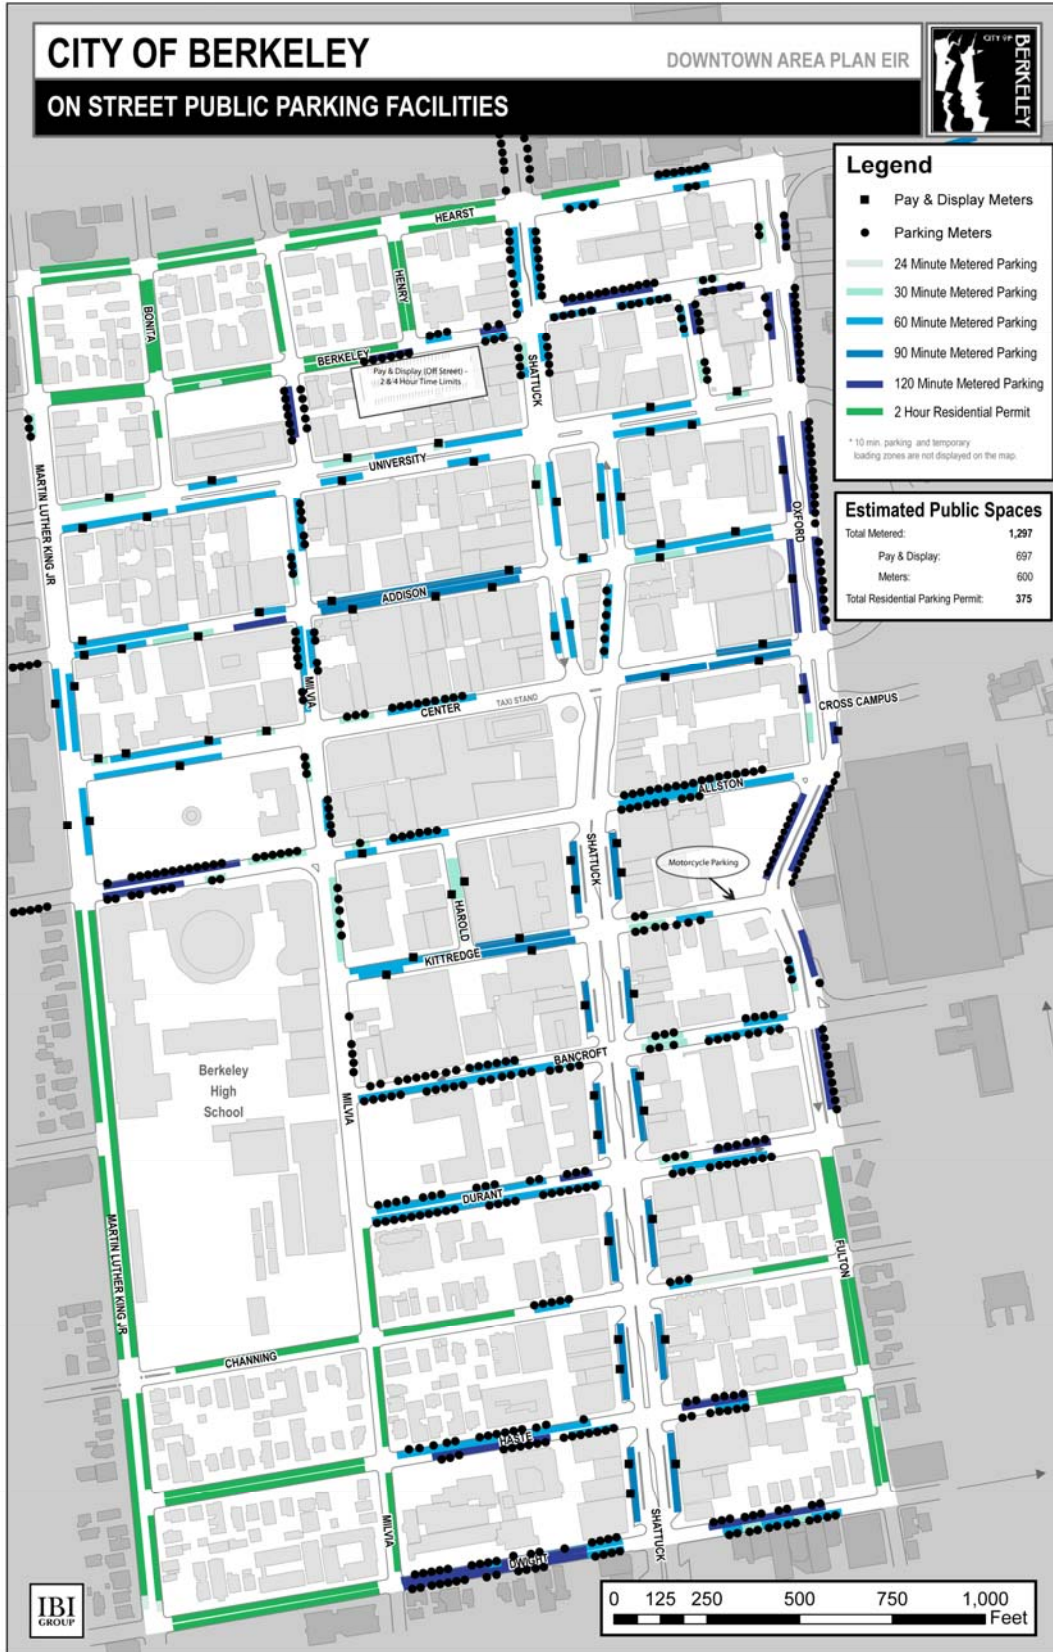 CITY OF BERKELEY
DOWNTOWN AREA PLAN EIR
CITY OF
BERKELEY
ON STREET PUBLIC PARKING FACILITIES
Legend
Pay & Display Meters
Parking Meters
24 Minute Metered Parking
30 Minute Metered Parking
60 Minute Metered Parking
90 Minute Metered Parking
120 Minute Metered Parking
2 Hour Residential Permit
* 10 min. parking and temporary
loading zones are not displayed on the map.
Estimated Public Spaces
Total Metered: 1,297
Pay & Display: 697
Meters: 600
Total Residential Parking Permit: 375
HEARST
HENRY
BONITA
BERKELEY
Pay & Display (Off Street) -
2 & 4 Hour Time Limits
SHATTUCK
UNIVERSITY
MARTIN LUTHER KING JR
OXFORD
ADDISON
MILVIA
CENTER
TAXI STAND
CROSS CAMPUS
ALLSTON
SHATTUCK
Motorcycle Parking
HAROLD
KITTREDGE
BANCROFT
Berkeley
High
School
MILVIA
DURANT
MARTIN LUTHER KING JR
FULTON
CHANNING
HASTE
MILVIA
SHATTUCK
DWIGHT
IBI
GROUP
0 125 250 500 750 1,000
Feet